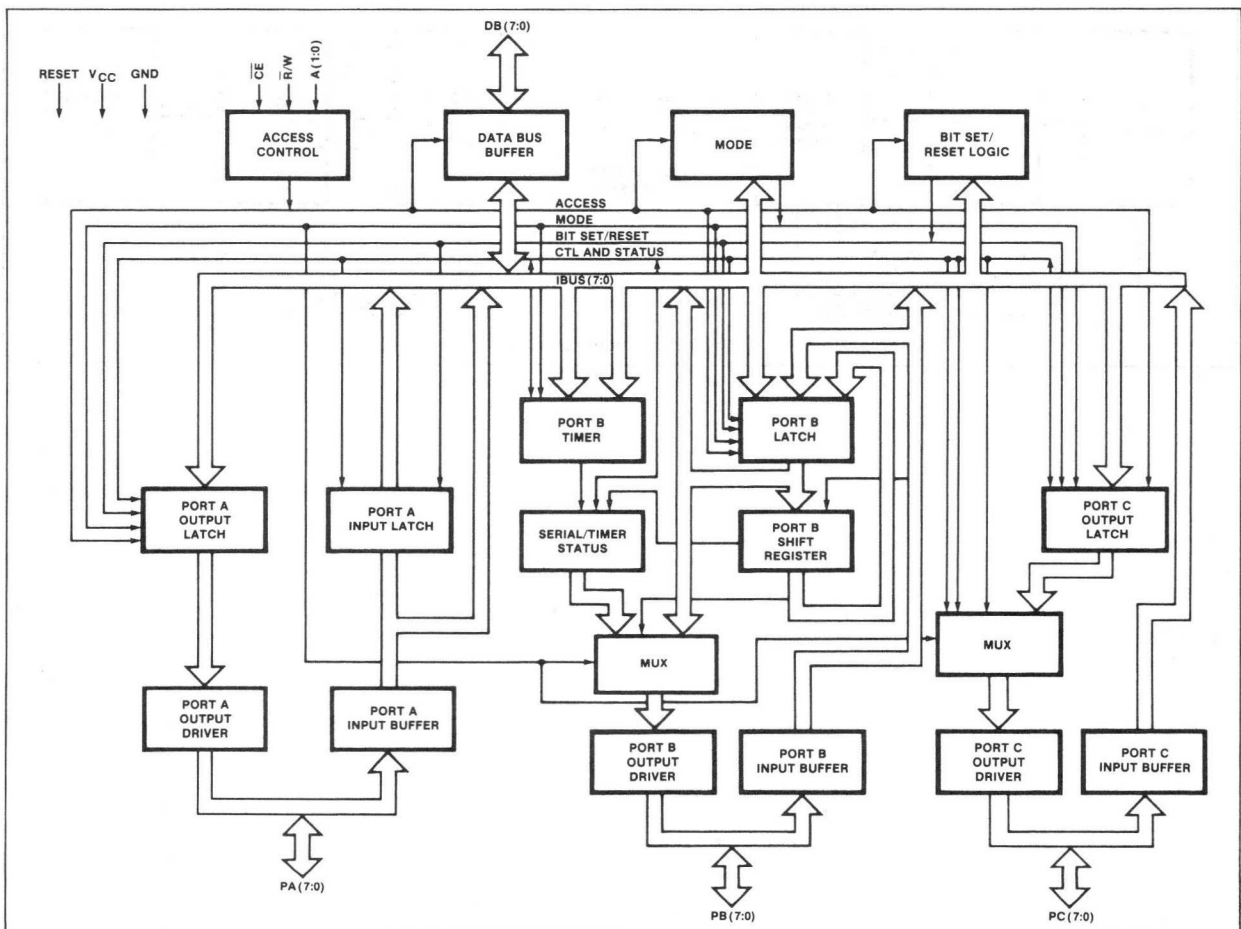 DB (7:0)
RESET VCC GND
CE
R/W
A (1:0)
ACCESS
CONTROL
DATA BUS
BUFFER
MODE
BIT SET/
RESET LOGIC
ACCESS
MODE
BIT SET/RESET
CTL AND STATUS
IBUS (7:0)
PORT B
TIMER
PORT B
LATCH
PORT A
OUTPUT
LATCH
PORT A
INPUT LATCH
SERIAL/TIMER
STATUS
PORT B
SHIFT
REGISTER
PORT C
OUTPUT
LATCH
MUX
MUX
PORT A
OUTPUT
DRIVER
PORT A
INPUT BUFFER
PORT B
OUTPUT
DRIVER
PORT B
INPUT BUFFER
PORT C
OUTPUT
DRIVER
PORT C
INPUT BUFFER
PA (7:0)
PB (7:0)
PC (7:0)